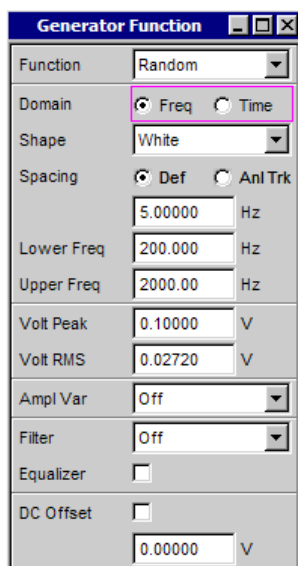 Generator Function
Function Random
Domain Freq Time
Shape White
Spacing Def Anl Trk
5.00000 Hz
Lower Freq 200.000 Hz
Upper Freq 2000.00 Hz
Volt Peak 0.10000 V
Volt RMS 0.02720 V
Ampl Var Off
Filter Off
Equalizer
DC Offset
0.00000 V